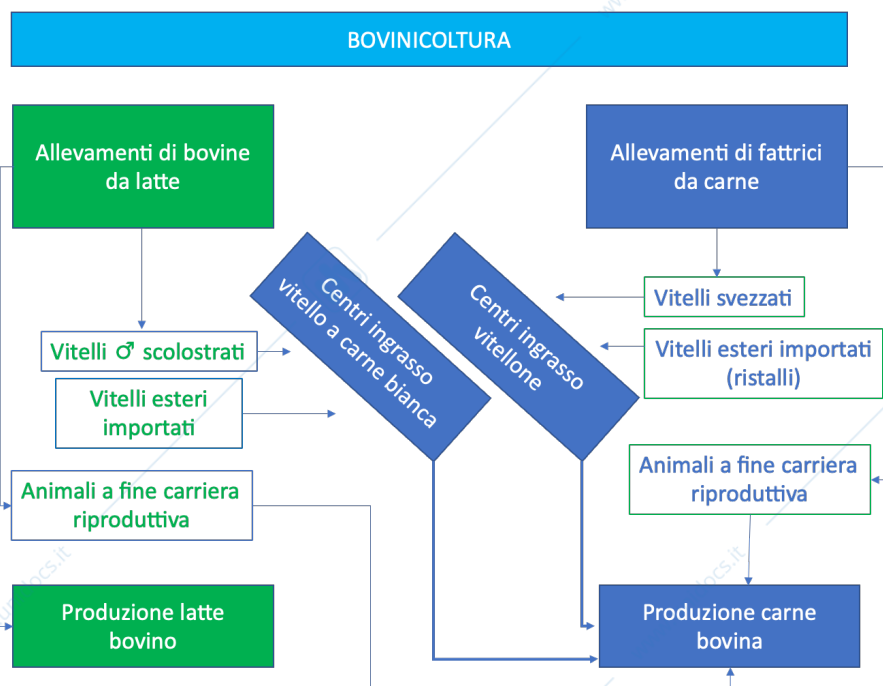 BOVINICOLTURA
Allevamenti di bovine
da latte
Allevamenti di fattrici
da carne
Centri ingrasso
vitello a carne bianca
Centri ingrasso
vitellone
Vitelli svezzati
Vitelli ♂ scolostrati
Vitelli esteri importati
(ristalli)
Vitelli esteri
importati
Animali a fine carriera
riproduttiva
Animali a fine carriera
riproduttiva
Produzione latte
bovino
Produzione carne
bovina